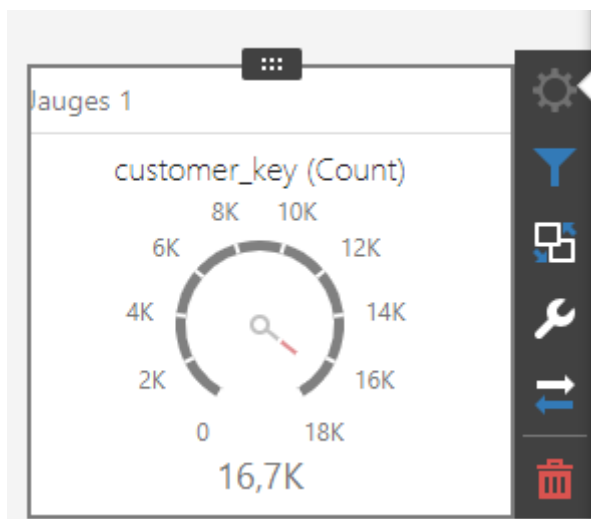 Jauges 1
customer_key (Count)
8K 10K
6K 12K
4K 14K
2K 16K
0 18K
16,7K